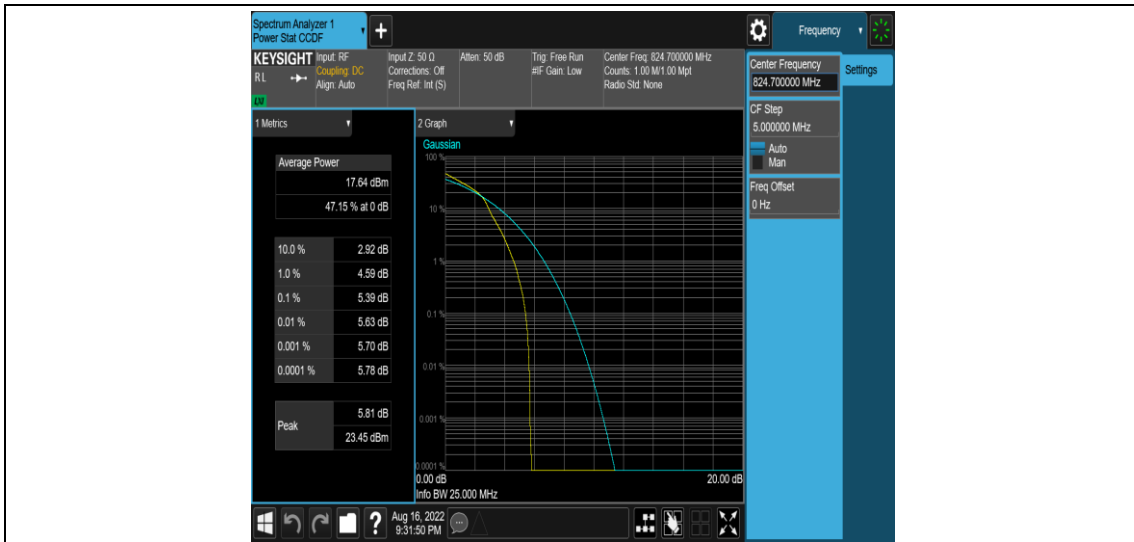 Spectrum Analyzer 1
Power Stat CCDF
+
Frequency
KEYSIGHT
RL
Input: RF
Coupling: DC
Align: Auto
Input Z: 50 Ω
Corrections: Off
Freq Ref: Int (S)
Atten: 50 dB
Trig: Free Run
#IF Gain: Low
Center Freq: 824.700000 MHz
Counts: 1.00 M/1.00 Mpt
Radio Std: None
Center Frequency
824.700000 MHz
Settings
CF Step
5.000000 MHz
Auto
Man
Freq Offset
0 Hz
1 Metrics
Average Power
17.64 dBm
47.15 % at 0 dB
10.0 % 2.92 dB
1.0 % 4.59 dB
0.1 % 5.39 dB
0.01 % 5.63 dB
0.001 % 5.70 dB
0.0001 % 5.78 dB
Peak
5.81 dB
23.45 dBm
2 Graph
Gaussian
100 %
10 %
1 %
0.1 %
0.01 %
0.001 %
0.0001 %
0.00 dB 20.00 dB
Info BW 25.000 MHz
?
Aug 16, 2022
9:31:50 PM